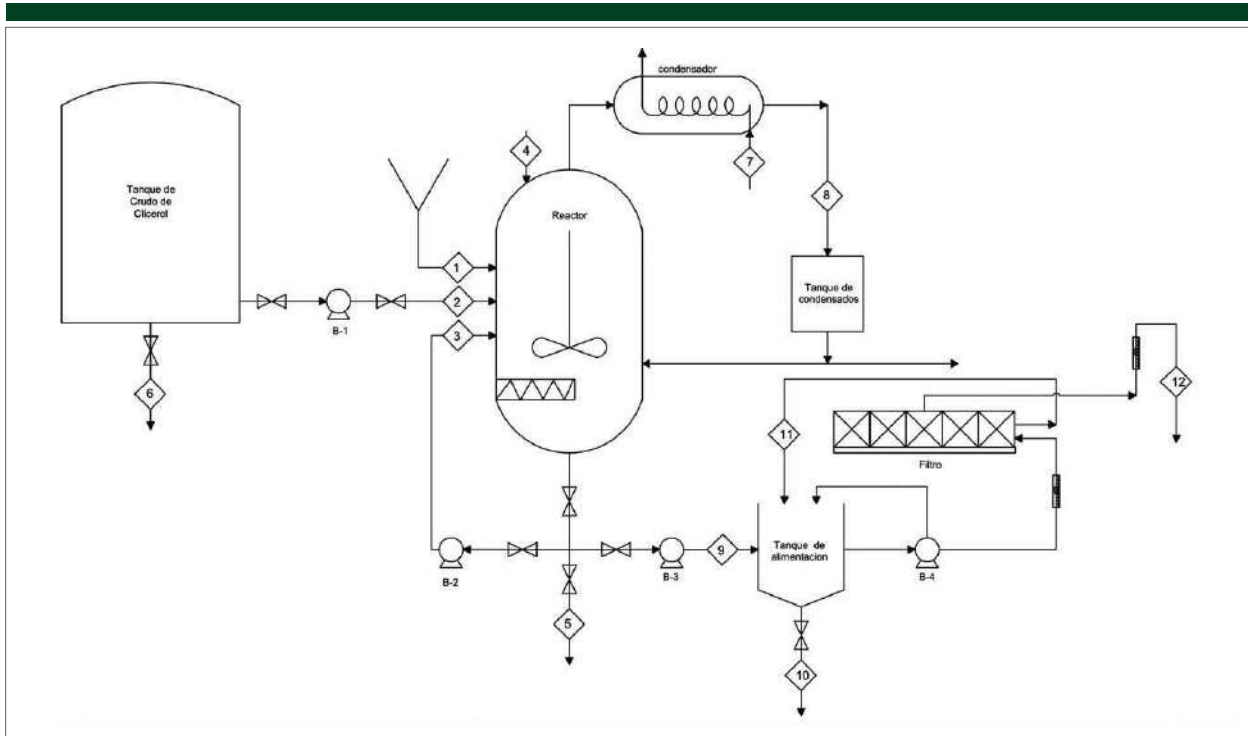 condensador
4
7
Tanque de
Crudo de
Clicerol
8
Reactor
1
Tanque de
condensados
2
B-1
3
12
6
11
Filtro
9
Tanque de
alimentacion
B-2
B-3
B-4
5
10